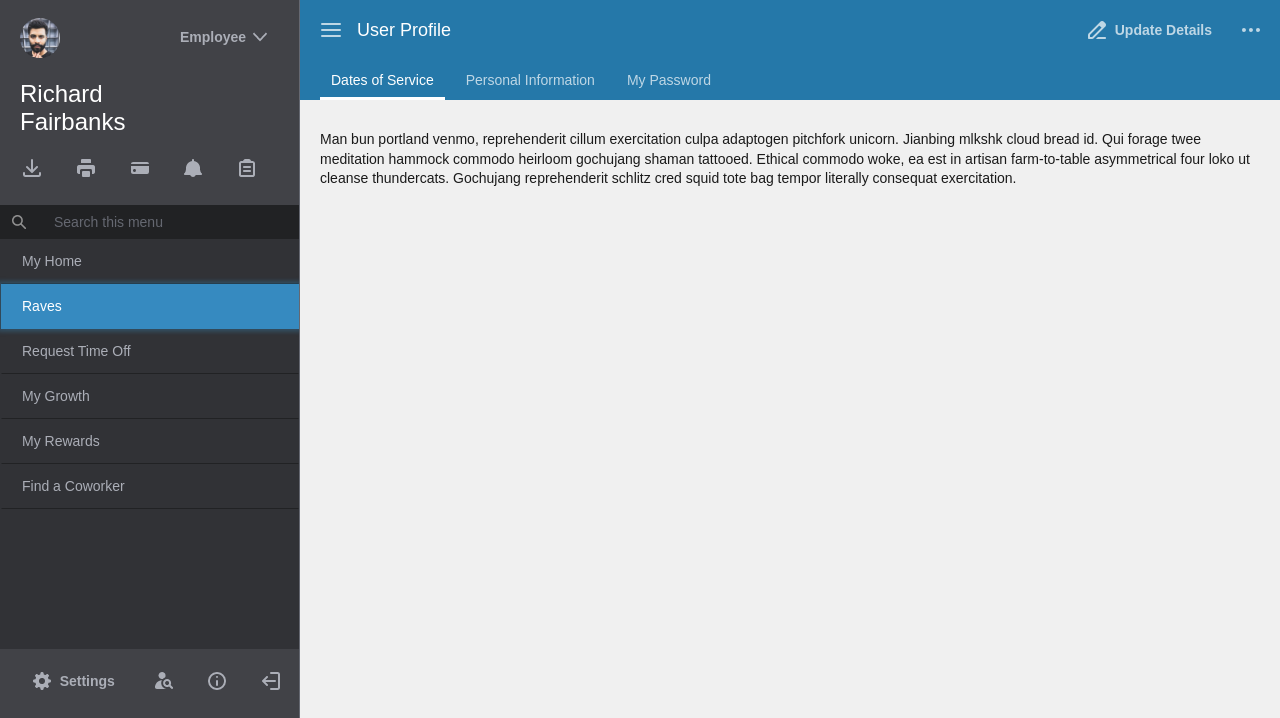 Employee
Richard
Fairbanks
Search this menu
My Home
Raves
Request Time Off
My Growth
My Rewards
Find a Coworker
Settings
User Profile
Update Details
Dates of Service
Personal Information
My Password
Man bun portland venmo, reprehenderit cillum exercitation culpa adaptogen pitchfork unicorn. Jianbing mlkshk cloud bread id. Qui forage twee
meditation hammock commodo heirloom gochujang shaman tattooed. Ethical commodo woke, ea est in artisan farm-to-table asymmetrical four loko ut
cleanse thundercats. Gochujang reprehenderit schlitz cred squid tote bag tempor literally consequat exercitation.